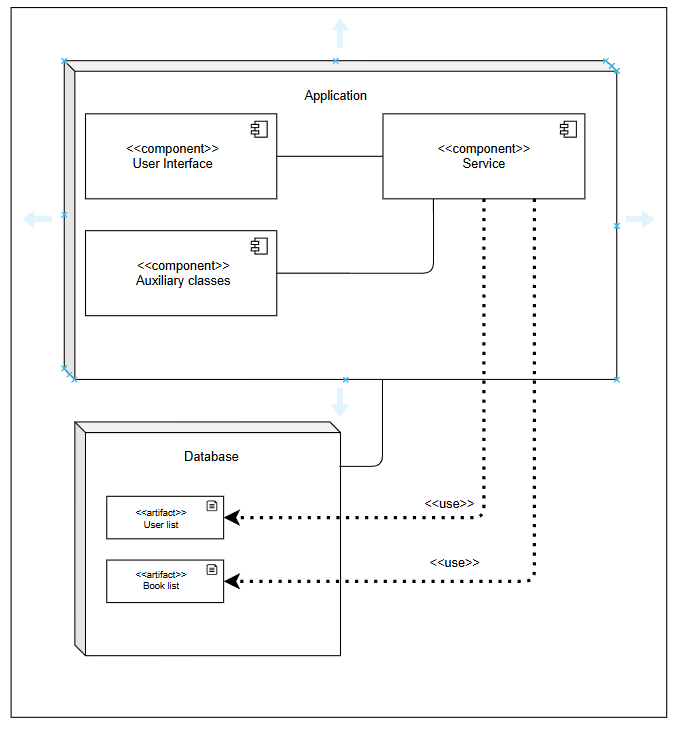 Application
<<component>>
User Interface
<<component>>
Service
<<component>>
Auxiliary classes
Database
<<use>>
<<artifact>>
User list
<<use>>
<<artifact>>
Book list